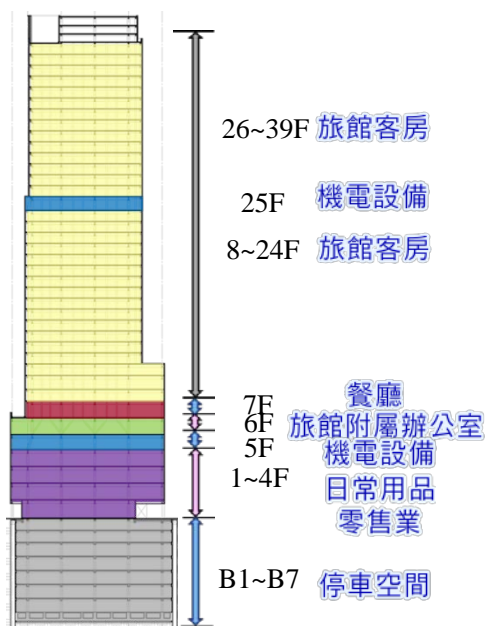 26~39F 旅館客房
25F 機電設備
8~24F 旅館客房
7F 餐廳
6F 旅館附屬辦公室
5F 機電設備
1~4F 日常用品
零售業
B1~B7 停車空間